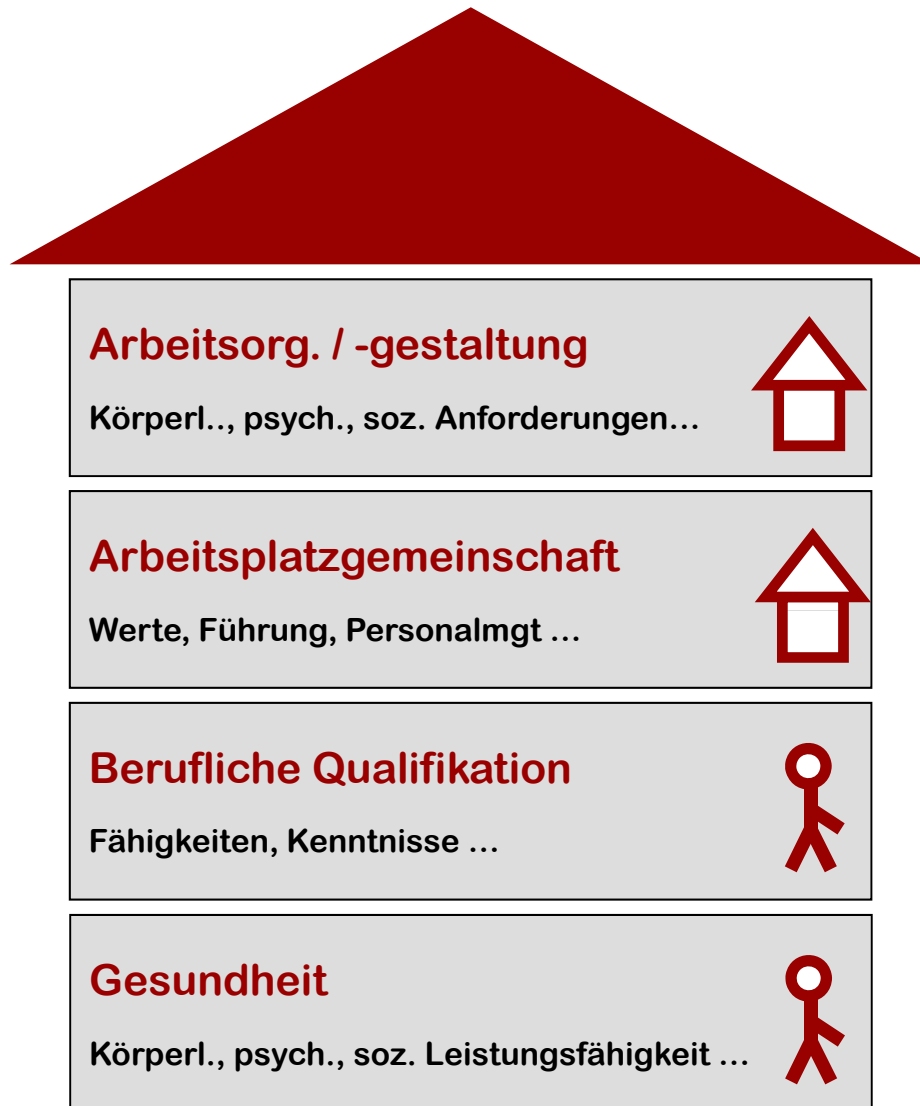 Arbeitsorg. / -gestaltung
Körperl.., psych., soz. Anforderungen...
Arbeitsplatzgemeinschaft
Werte, Führung, Personalmgt ...
Berufliche Qualifikation
Fähigkeiten, Kenntnisse ...
Gesundheit
Körperl., psych., soz. Leistungsfähigkeit ...